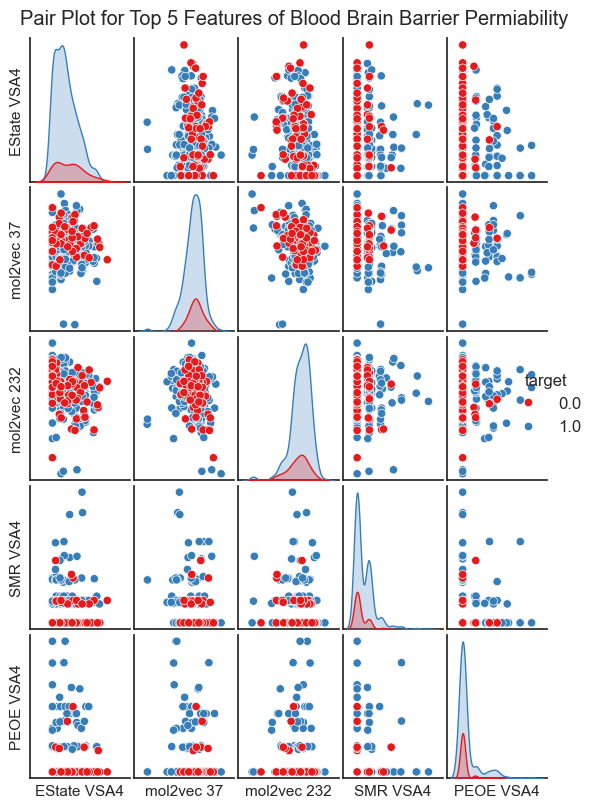 Pair Plot for Top 5 Features of Blood Brain Barrier Permiability
EState VSA4
mol2vec 37
mol2vec 232
target
0.0
1.0
SMR VSA4
PEOE VSA4
EState VSA4
mol2vec 37
mol2vec 232
SMR VSA4
PEOE VSA4